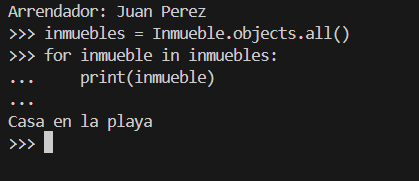 Arrendador: Juan Perez
>>> inmuebles = Inmueble.objects.all()
>>> for inmueble in inmuebles:
...     print(inmueble)
...
Casa en la playa
>>>